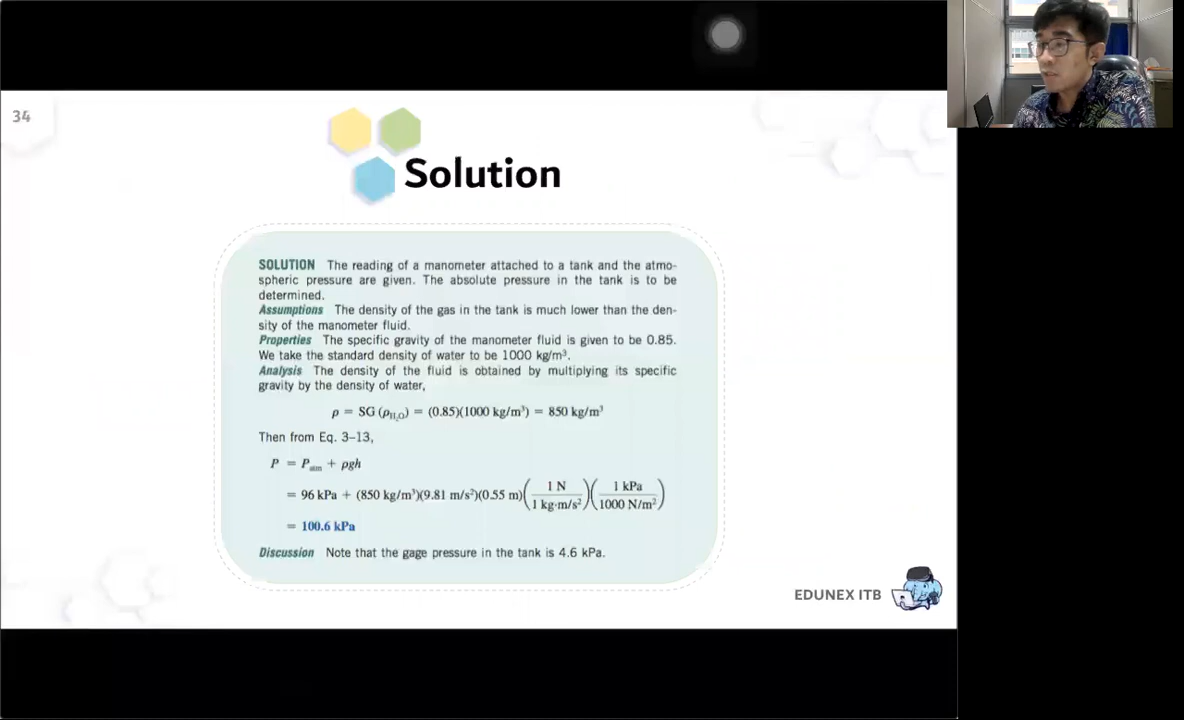 34
Solution
SOLUTION The reading of a manometer attached to a tank and the atmo-
spheric pressure are given. The absolute pressure in the tank is to be
determined.
Assumptions The density of the gas in the tank is much lower than the den-
sity of the manometer fluid.
Properties The specific gravity of the manometer fluid is given to be 0.85.
We take the standard density of water to be 1000 kg/m³.
Analysis The density of the fluid is obtained by multiplying its specific
gravity by the density of water,
ρ = SG (ρH₂O) = (0.85)(1000 kg/m³) = 850 kg/m³
Then from Eq. 3–13,
P = Patm + ρgh
= 96 kPa + (850 kg/m³)(9.81 m/s²)(0.55 m)(1 N / 1 kg·m/s²)(1 kPa / 1000 N/m²)
= 100.6 kPa
Discussion Note that the gage pressure in the tank is 4.6 kPa.
EDUNEX ITB